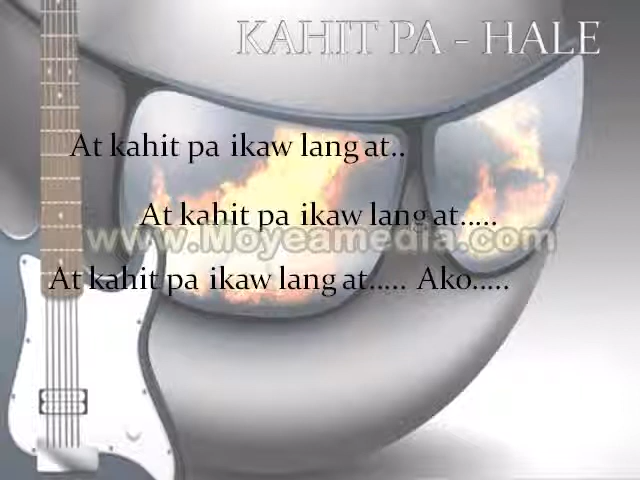 KAHIT PA - HALE
At kahit pa ikaw lang at..
At kahit pa ikaw lang at.....
www.Moyeamedia.com
At kahit pa ikaw lang at..... Ako.....